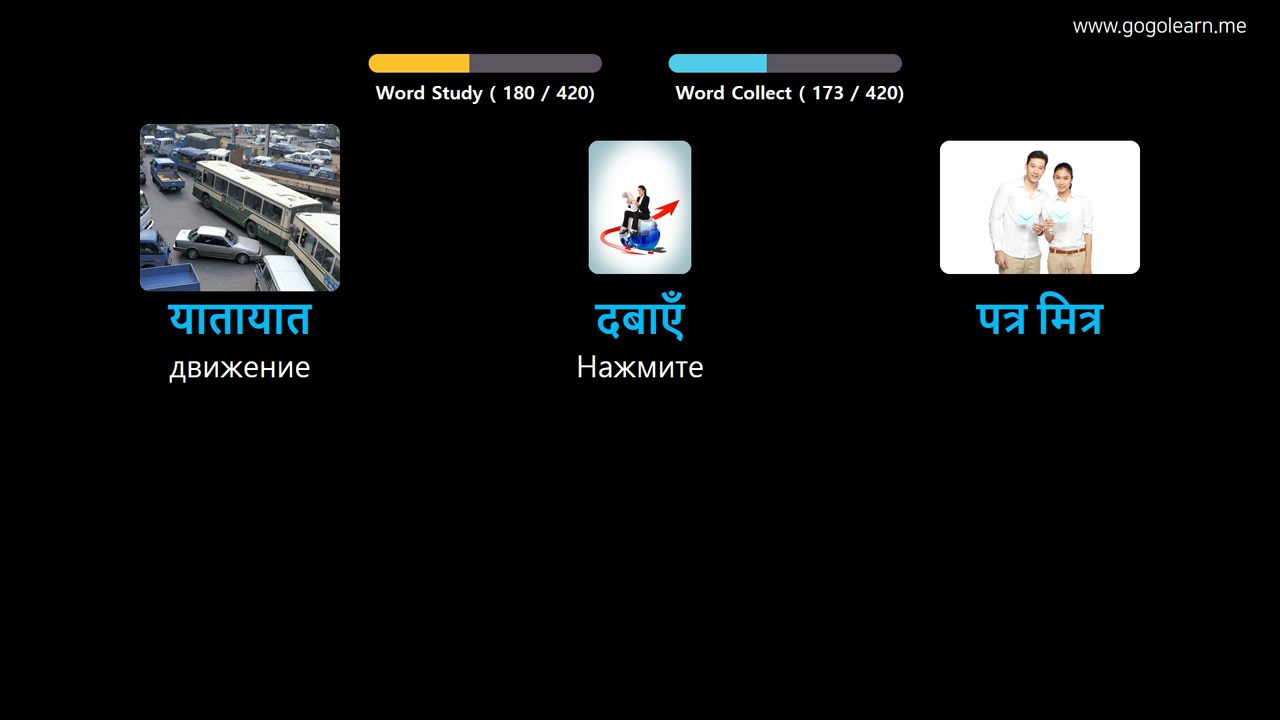 www.gogolearn.me
Word Study ( 180 / 420)
Word Collect ( 173 / 420)
यातायात
движение
दबाएँ
Нажмите
पत्र मित्र